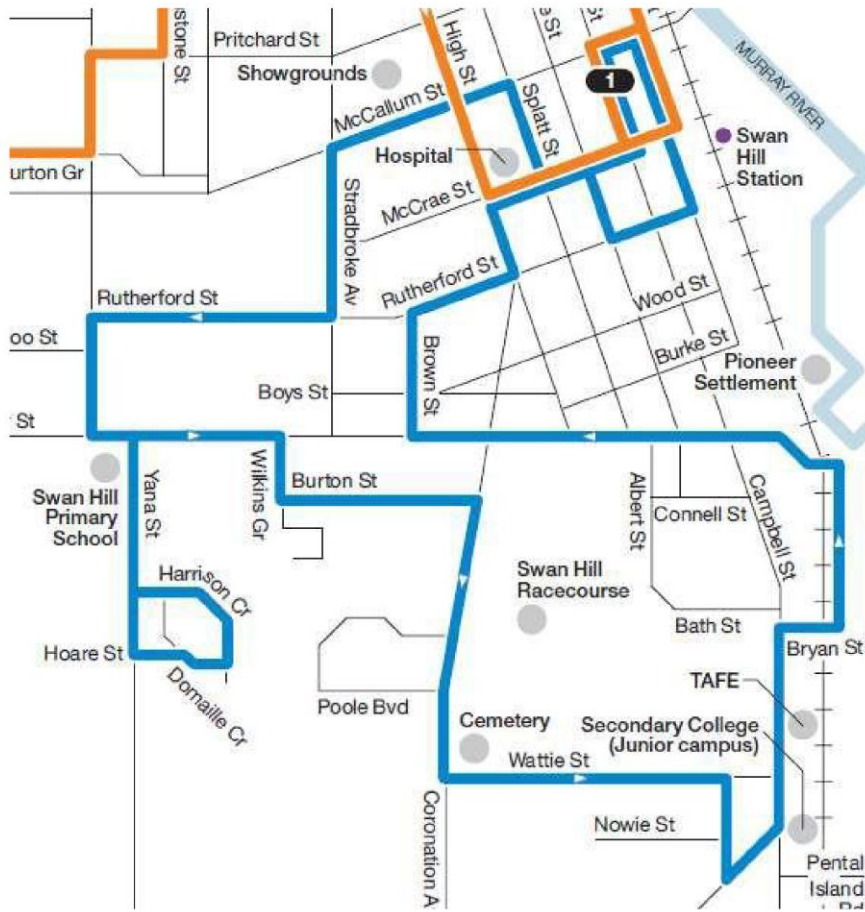 stone St
Pritchard St
Showgrounds
McCallum St
High St
e St
St
1
MURRAY RIVER
Splatt St
Swan
Hill
Station
Hospital
urton Gr
McCrae St
Stradbroke Av
Rutherford St
Rutherford St
Wood St
Burke St
oo St
Brown St
Pioneer
Settlement
Boys St
St
Swan Hill
Primary
School
Yana St
Wilkins Gr
Burton St
Albert St
Connell St
Campbell St
Harrison Cr
Swan Hill
Racecourse
Bath St
Hoare St
Domaille Cr
Bryan St
Poole Bvd
TAFE
Cemetery
Secondary College
(Junior campus)
Wattie St
Coronation A
Nowie St
Pental
Island